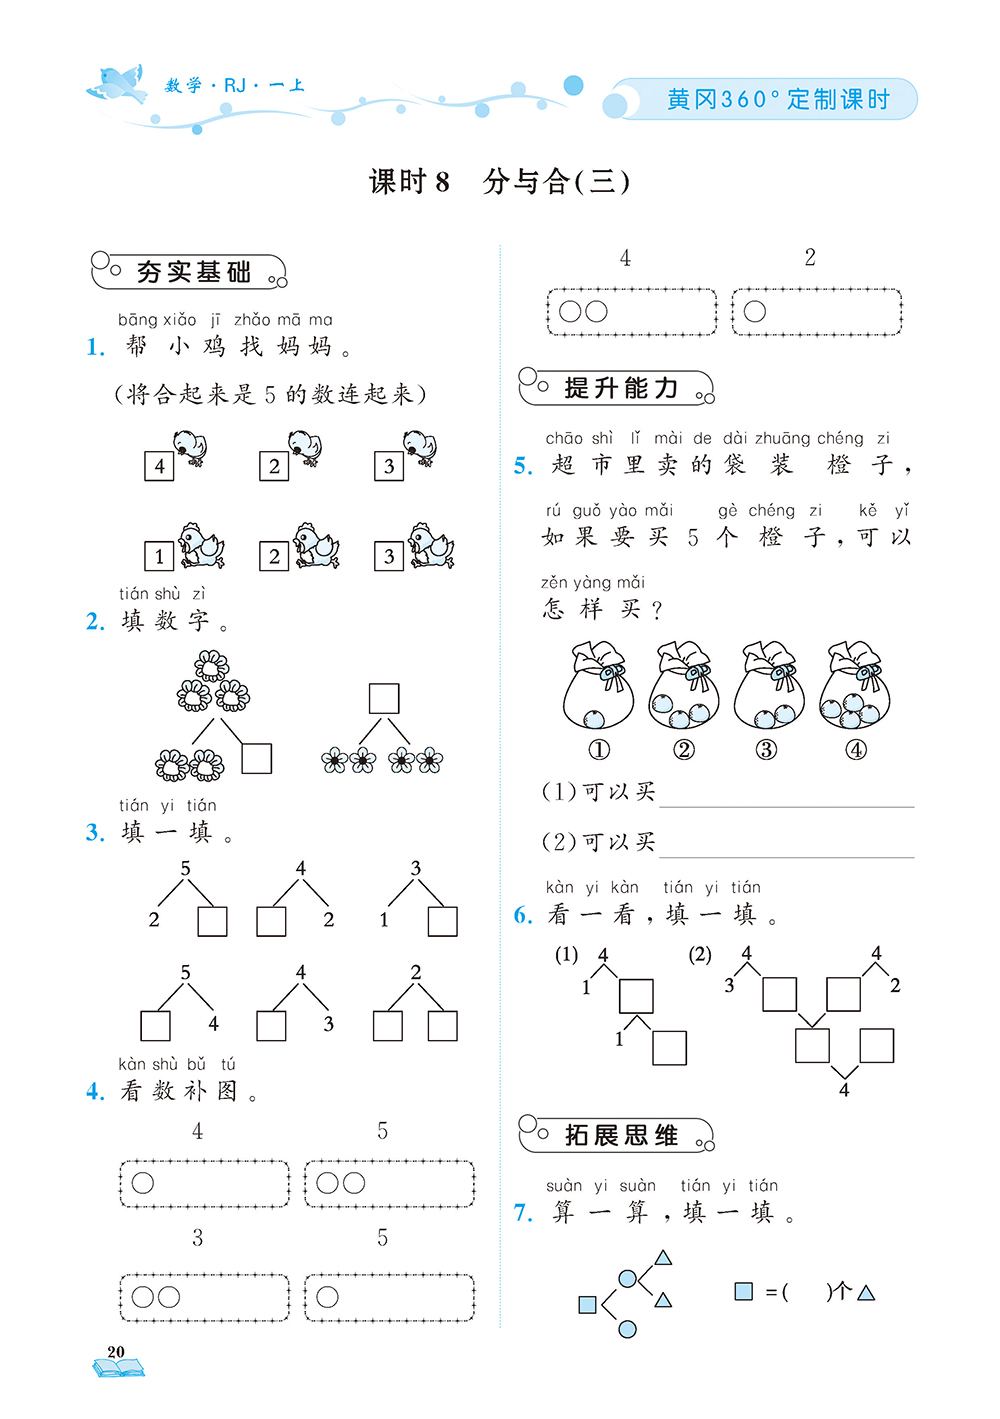 数学·RJ·一上
黄冈360°定制课时
课时8 分与合(三)
夯实基础
bāng xiǎo jī zhǎo mā ma
1. 帮小鸡找妈妈。
(将合起来是5的数连起来)
4 2 3
1 2 3
tián shù zì
2. 填数字。
tián yi tián
3. 填一填。
5 4 3
2 2 1
5 4 2
4 3
kàn shù bǔ tú
4. 看数补图。
4 5
3 5
4 2
提升能力
chāo shì lǐ mài de dài zhuāng chéng zi
5. 超市里卖的袋装橙子，
rú guǒ yào mǎi gè chéng zi kě yǐ
如果要买5个橙子，可以
zěn yàng mǎi
怎样买？
① ② ③ ④
(1)可以买
(2)可以买
kàn yi kàn tián yi tián
6. 看一看，填一填。
(1) 4 (2) 4 4
1 3 2
1
4
拓展思维
suàn yi suàn tián yi tián
7. 算一算，填一填。
=( )个
20